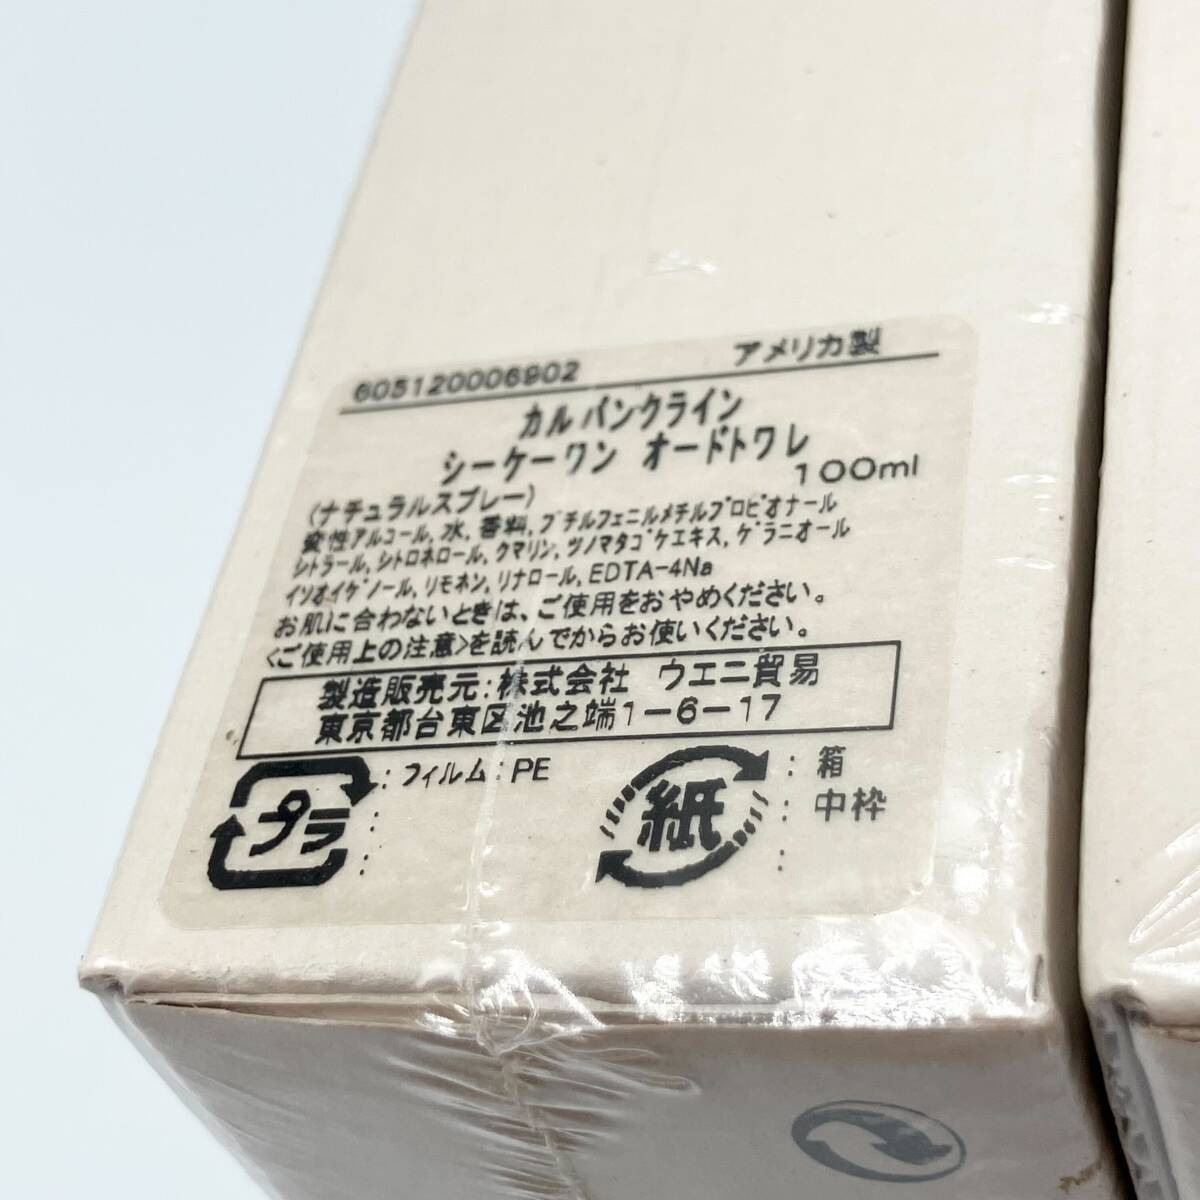 605120006902 アメリカ製
カルバンクライン
シーケーワン オードトワレ
100ml
(ナチュラルスプレー)
変性アルコール,水,香料,ブチルフェニルメチルプロピオナール
シトラール,シトロネロール,クマリン,ツノマタゴケエキス,ゲラニオール
イソオイゲノール,リモネン,リナロール,EDTA-4Na
お肌に合わないときは、ご使用をおやめください。
<ご使用上の注意>を読んでからお使いください。
製造販売元:株式会社 ウエニ貿易
東京都台東区池之端1-6-17
プラ
:フィルム:PE
紙
:箱
:中枠